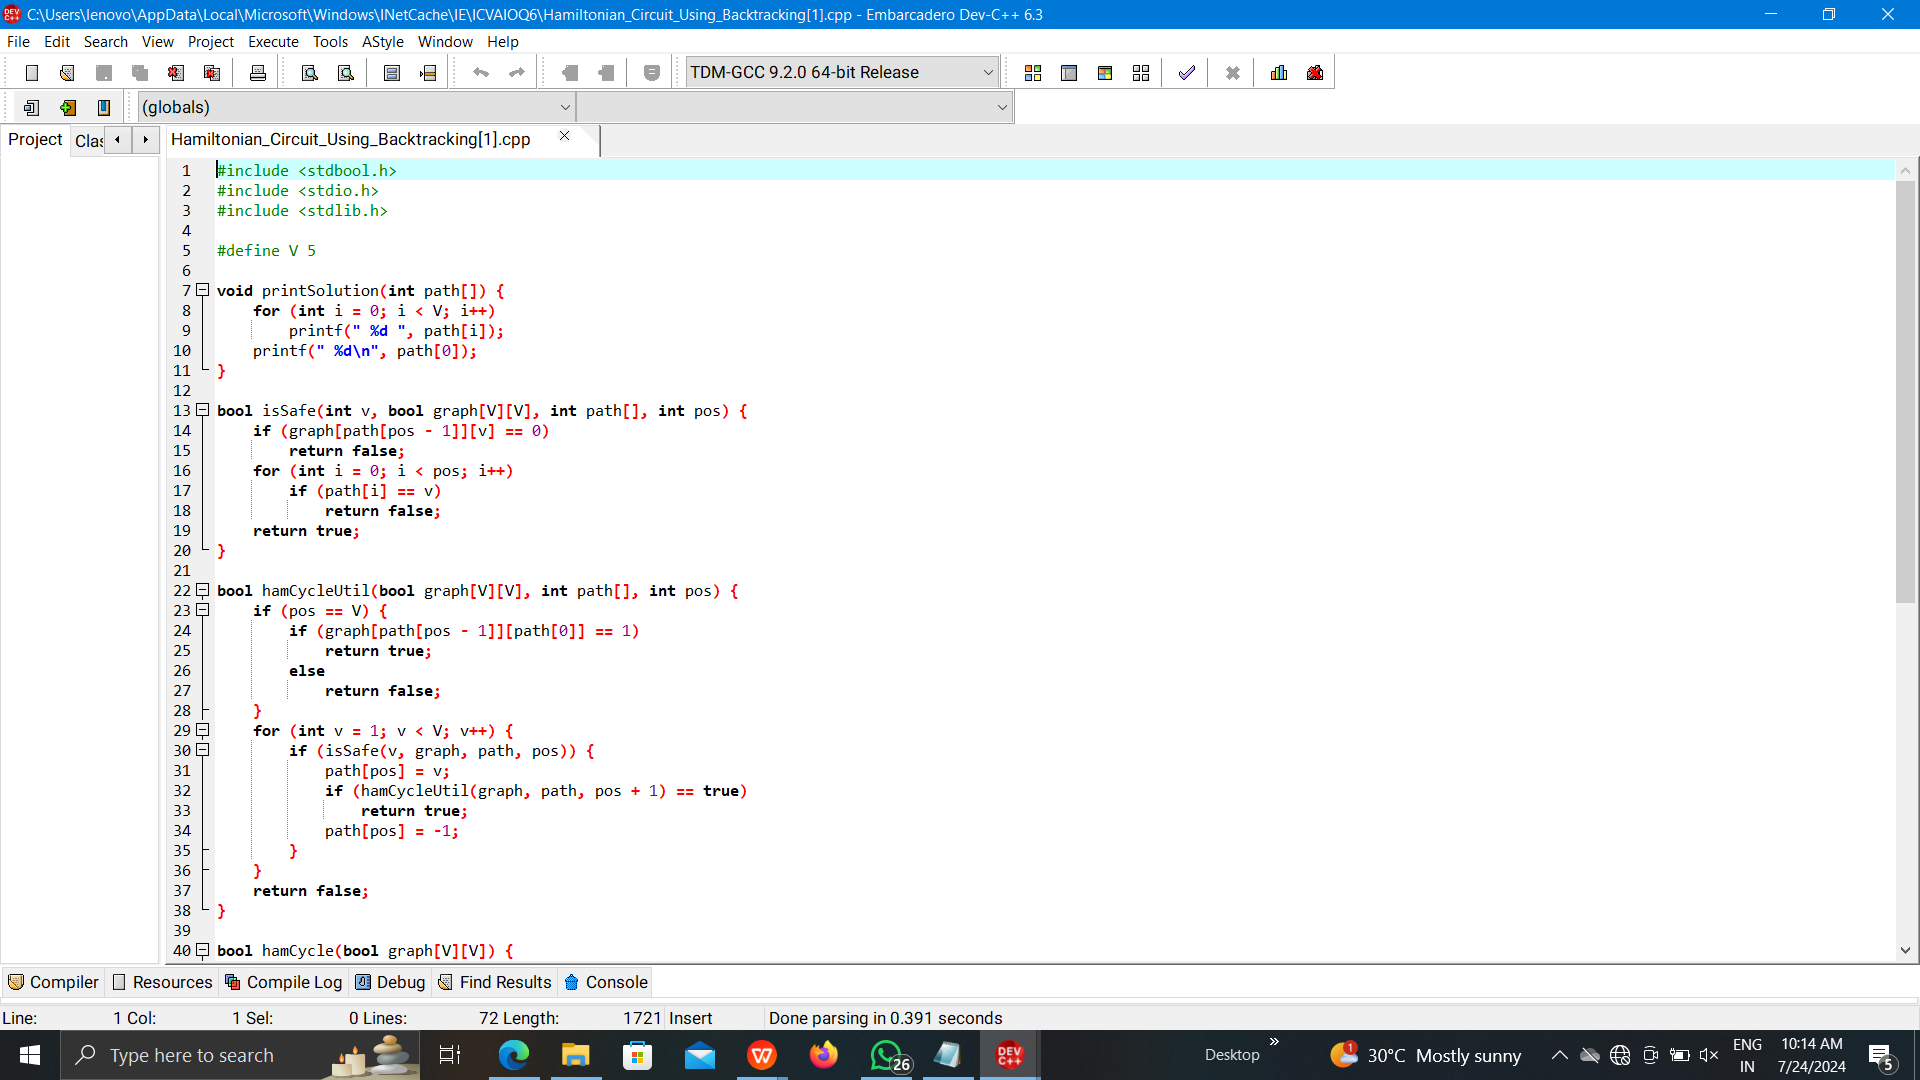 C:\Users\lenovo\AppData\Local\Microsoft\Windows\INetCache\IE\ICVAIOQ6\Hamiltonian_Circuit_Using_Backtracking[1].cpp - Embarcadero Dev-C++ 6.3
File Edit Search View Project Execute Tools AStyle Window Help
TDM-GCC 9.2.0 64-bit Release
(globals)
Project Clas
Hamiltonian_Circuit_Using_Backtracking[1].cpp
1 #include <stdbool.h>
2 #include <stdio.h>
3 #include <stdlib.h>
4
5 #define V 5
6
7 void printSolution(int path[]) {
8 for (int i = 0; i < V; i++)
9 printf(" %d ", path[i]);
10 printf(" %d\n", path[0]);
11 }
12
13 bool isSafe(int v, bool graph[V][V], int path[], int pos) {
14 if (graph[path[pos - 1]][v] == 0)
15 return false;
16 for (int i = 0; i < pos; i++)
17 if (path[i] == v)
18 return false;
19 return true;
20 }
21
22 bool hamCycleUtil(bool graph[V][V], int path[], int pos) {
23 if (pos == V) {
24 if (graph[path[pos - 1]][path[0]] == 1)
25 return true;
26 else
27 return false;
28 }
29 for (int v = 1; v < V; v++) {
30 if (isSafe(v, graph, path, pos)) {
31 path[pos] = v;
32 if (hamCycleUtil(graph, path, pos + 1) == true)
33 return true;
34 path[pos] = -1;
35 }
36 }
37 return false;
38 }
39
40 bool hamCycle(bool graph[V][V]) {
Compiler Resources Compile Log Debug Find Results Console
Line: 1 Col: 1 Sel: 0 Lines: 72 Length: 1721 Insert Done parsing in 0.391 seconds
Type here to search
26
DEV C++
Desktop
»
1
30°C Mostly sunny
ENG
IN
10:14 AM
7/24/2024
5